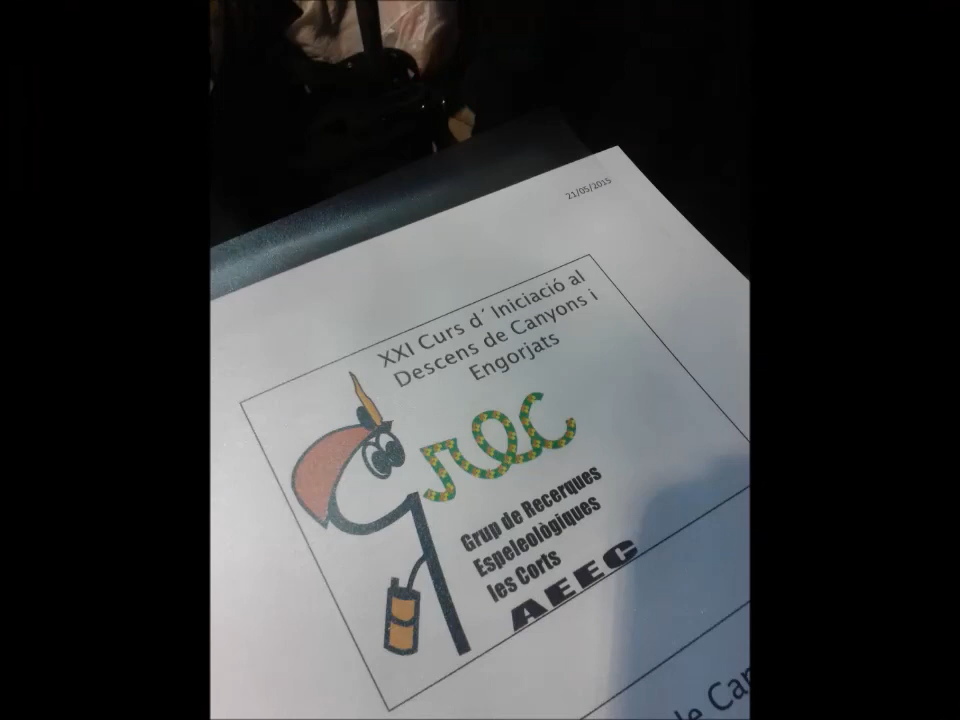 21/05/2015
XXI Curs d´Iniciació al
Descens de Canyons i
Engorjats
Grec
Grup de Recerques
Espeleològiques
les Corts
AEEC
de